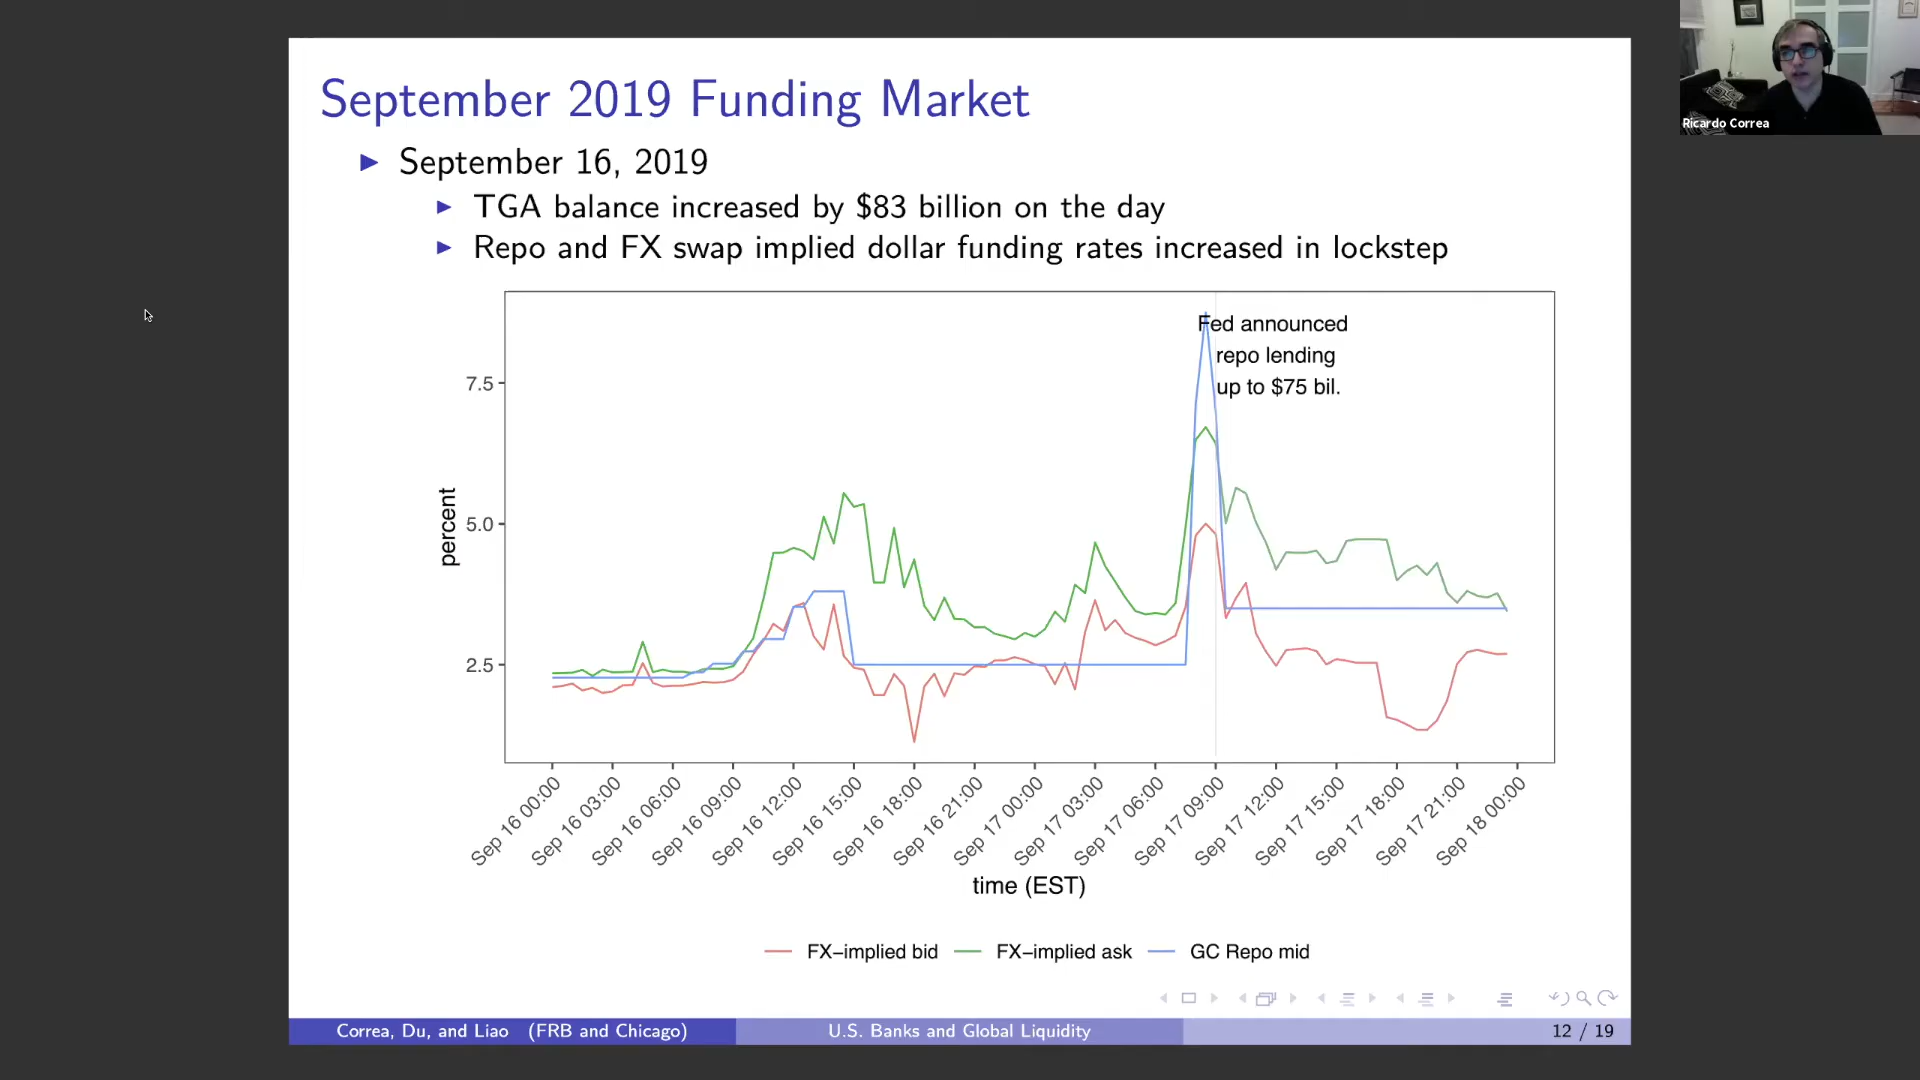 Ricardo Correa
September 2019 Funding Market
September 16, 2019
TGA balance increased by $83 billion on the day
Repo and FX swap implied dollar funding rates increased in lockstep
Fed announced
repo lending
up to $75 bil.
7.5
5.0
2.5
percent
Sep 16 00:00
Sep 16 03:00
Sep 16 06:00
Sep 16 09:00
Sep 16 12:00
Sep 16 15:00
Sep 16 18:00
Sep 16 21:00
Sep 17 00:00
Sep 17 03:00
Sep 17 06:00
Sep 17 09:00
Sep 17 12:00
Sep 17 15:00
Sep 17 18:00
Sep 17 21:00
Sep 18 00:00
time (EST)
FX−implied bid FX−implied ask GC Repo mid
Correa, Du, and Liao (FRB and Chicago) U.S. Banks and Global Liquidity 12 / 19